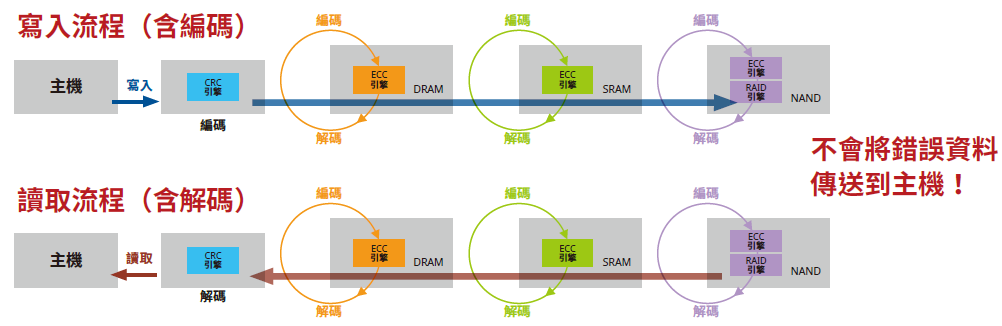 寫入流程（含編碼）
編碼
編碼
編碼
主機
寫入
CRC
引擎
編碼
ECC
引擎
DRAM
解碼
ECC
引擎
SRAM
解碼
ECC
引擎
RAID
引擎
NAND
解碼
不會將錯誤資料
傳送到主機！
讀取流程（含解碼）
編碼
編碼
編碼
主機
讀取
CRC
引擎
解碼
ECC
引擎
DRAM
解碼
ECC
引擎
SRAM
解碼
ECC
引擎
RAID
引擎
NAND
解碼